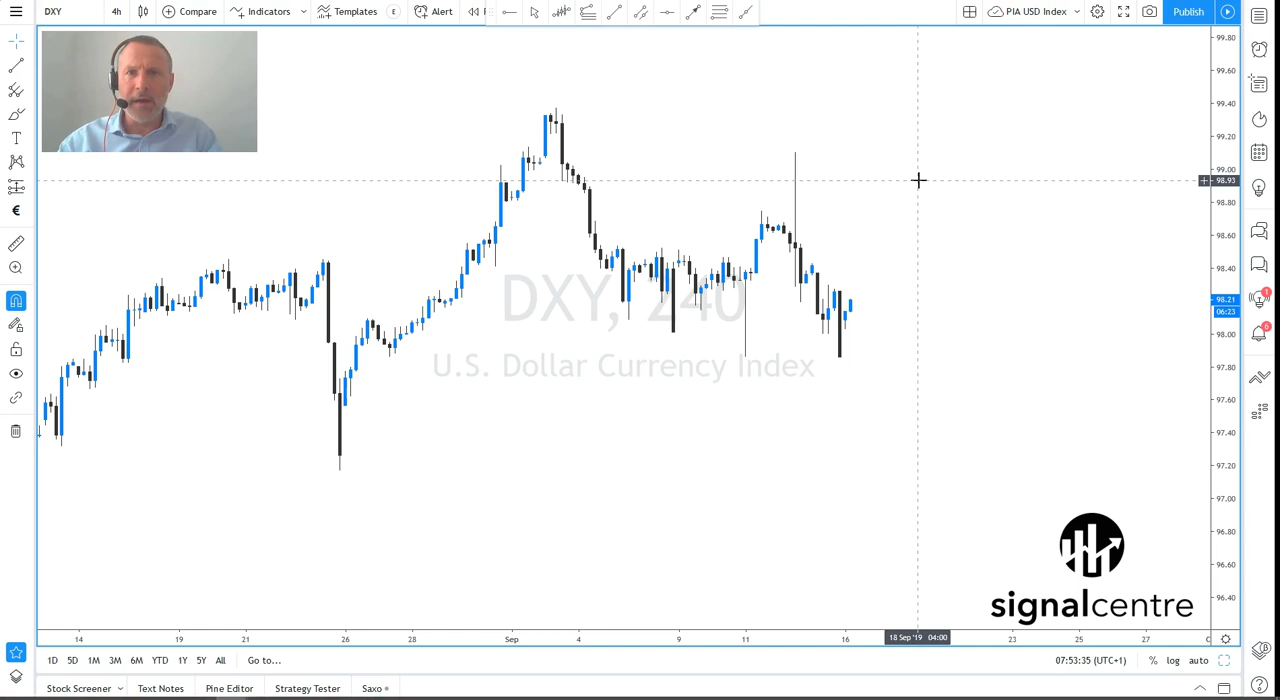 DXY 4h Compare Indicators Templates E Alert PIA USD Index Publish
99.80
99.60
99.40
99.20
99.00
98.93
98.80
98.60
98.40
98.21
06:23
98.00
97.80
97.60
97.40
97.20
97.00
96.80
96.60
96.40
T
€
DXY, 240
U.S. Dollar Currency Index
1
6
signalcentre
14 19 21 26 28 Sep 4 9 11 16 18 Sep '19 04:00 23 25 27
1D 5D 1M 3M 6M YTD 1Y 5Y All Go to... 07:53:35 (UTC+1) % log auto
Stock Screener Text Notes Pine Editor Strategy Tester Saxo